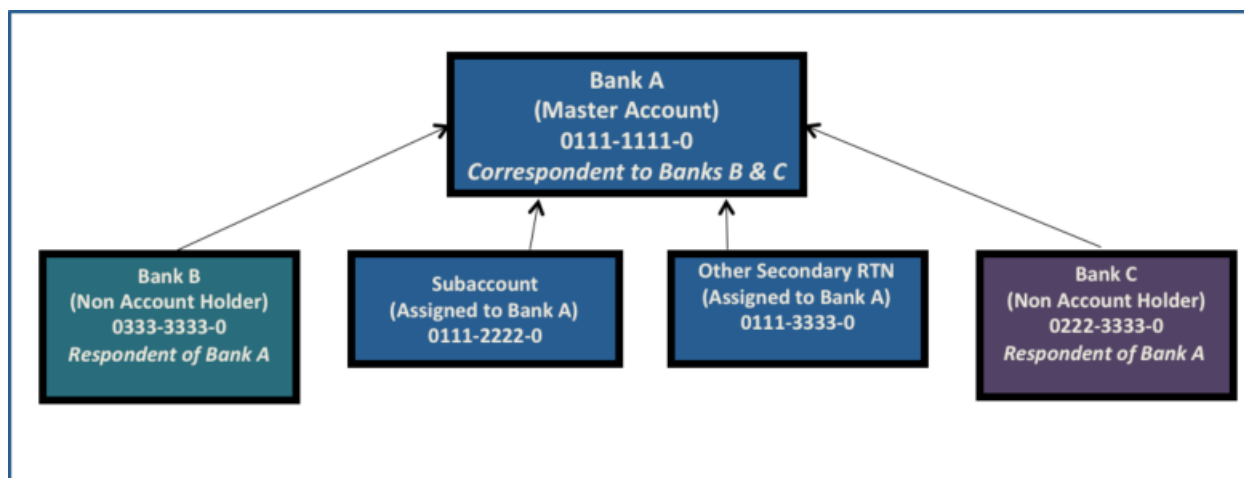 Bank A
(Master Account)
0111-1111-0
Correspondent to Banks B & C
Bank B
(Non Account Holder)
0333-3333-0
Respondent of Bank A
Subaccount
(Assigned to Bank A)
0111-2222-0
Other Secondary RTN
(Assigned to Bank A)
0111-3333-0
Bank C
(Non Account Holder)
0222-3333-0
Respondent of Bank A